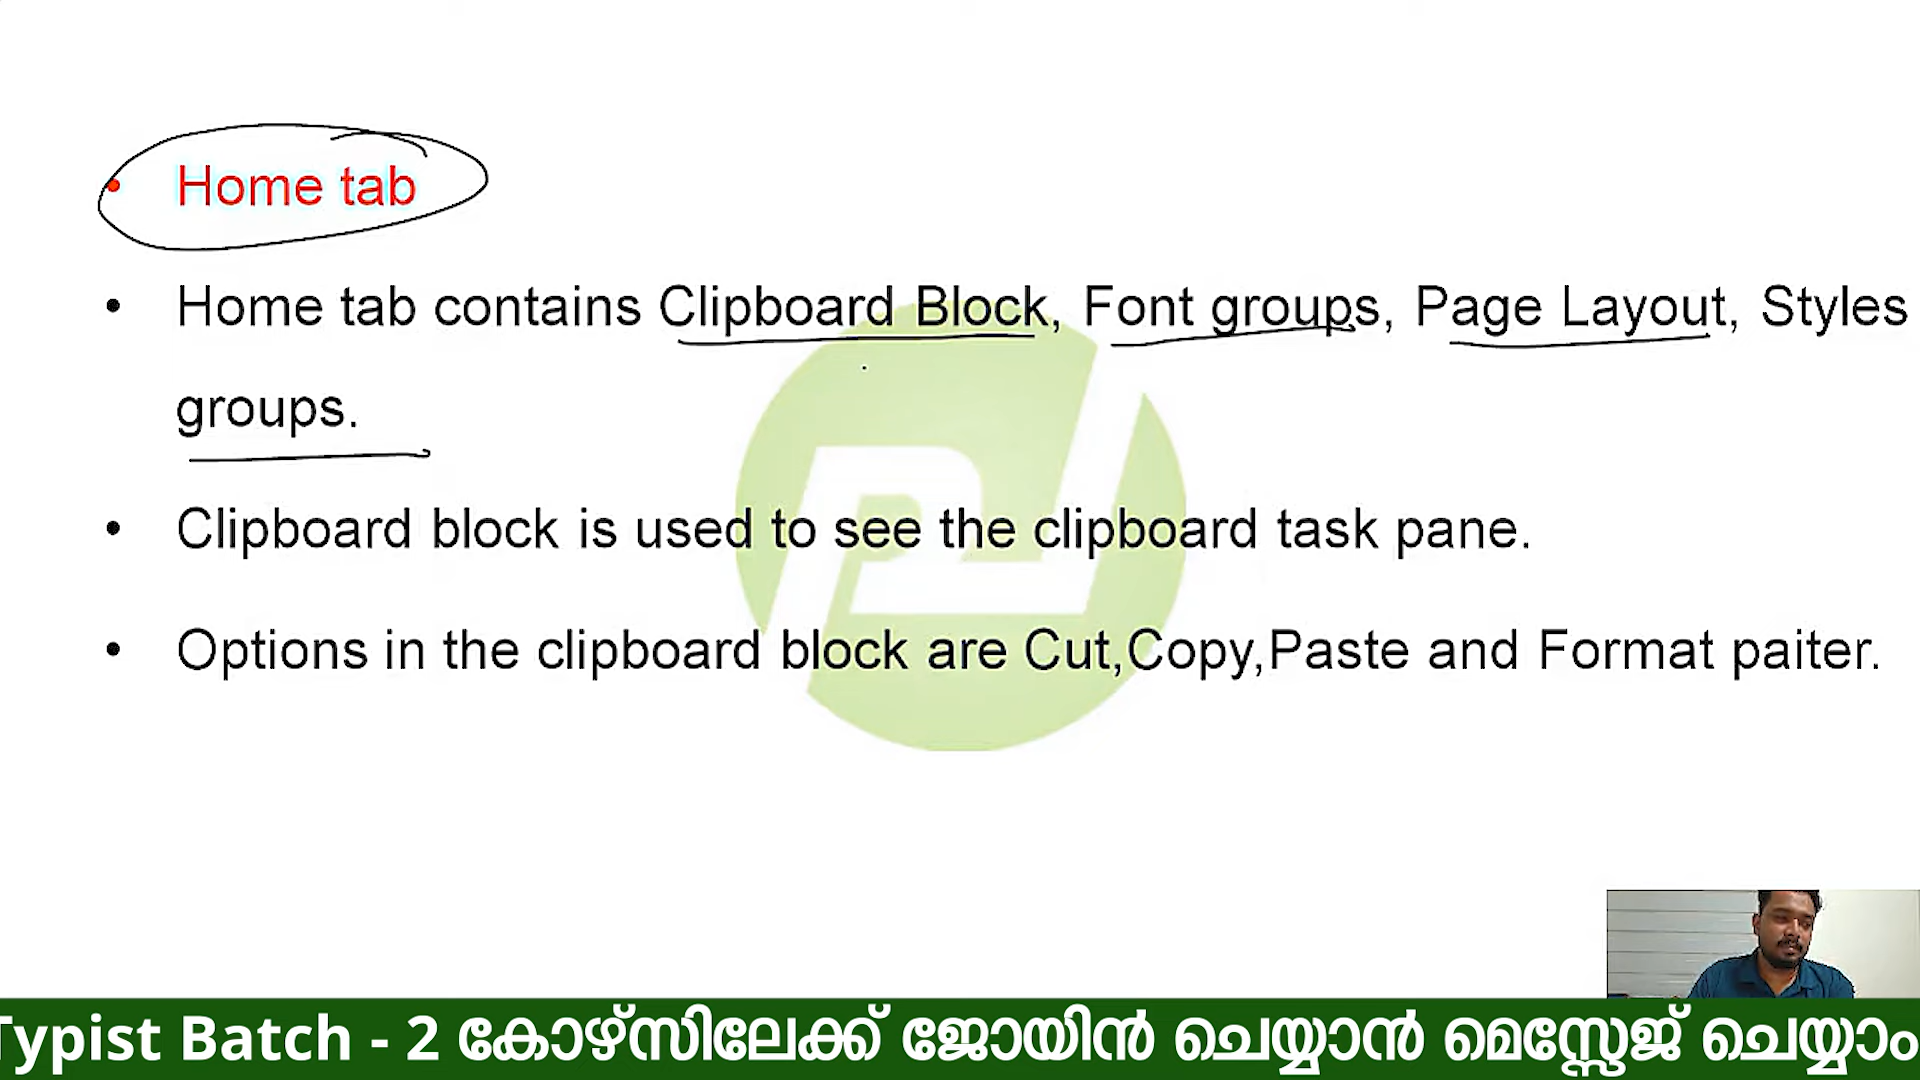 • Home tab
• Home tab contains Clipboard Block, Font groups, Page Layout, Styles
groups.
• Clipboard block is used to see the clipboard task pane.
• Options in the clipboard block are Cut,Copy,Paste and Format paiter.
Typist Batch - 2 കോഴ്സിലേക്ക് ജോയിൻ ചെയ്യാൻ മെസ്സേജ് ചെയ്യാം